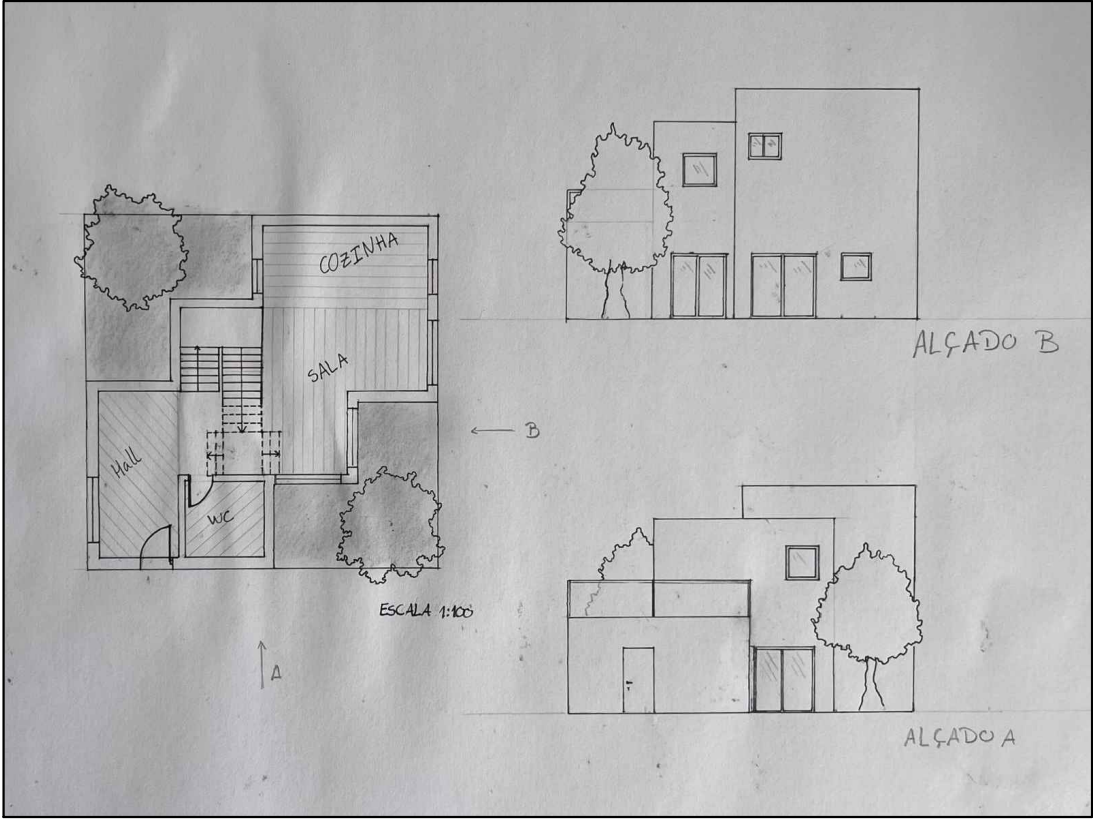 COZINHA
SALA
Hall
WC
ESCALA 1:100
A
B
ALÇADO B
ALÇADO A